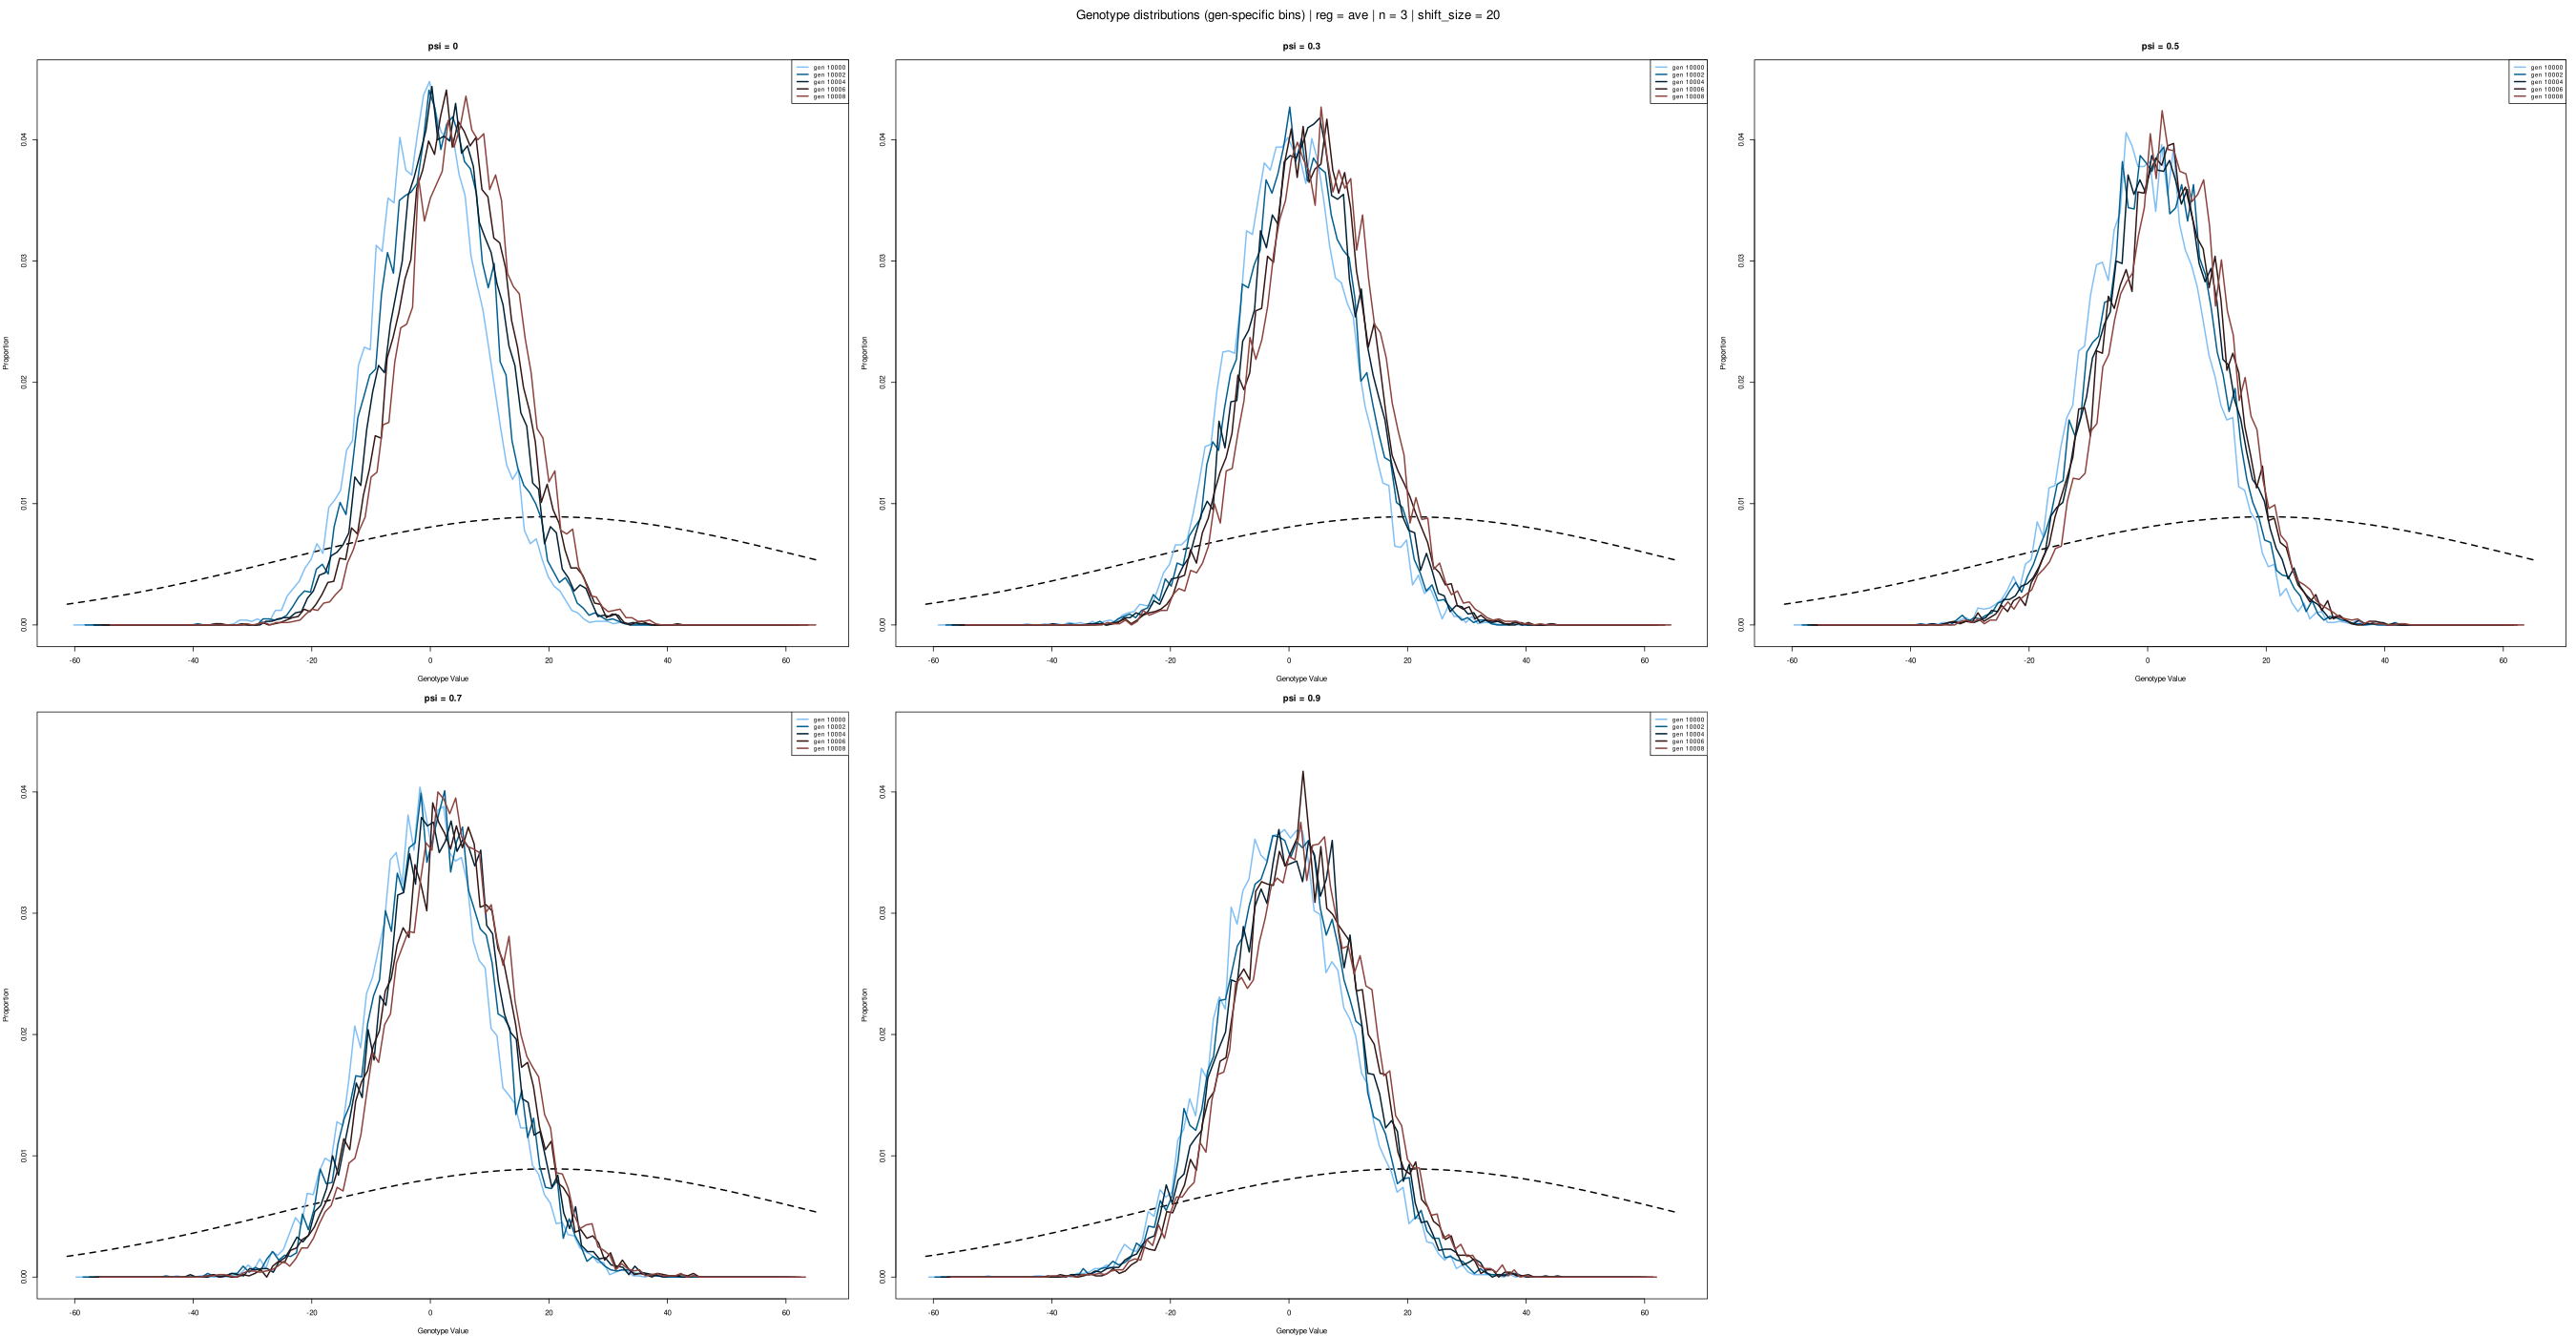 Genotype distributions (gen-specific bins) | reg = ave | n = 3 | shift_size = 20
psi = 0
gen 10000
gen 10002
gen 10004
gen 10006
gen 10008
Proportion
0.04
0.03
0.02
0.01
0.00
-60 -40 -20 0 20 40 60
Genotype Value
psi = 0.3
gen 10000
gen 10002
gen 10004
gen 10006
gen 10008
Proportion
0.04
0.03
0.02
0.01
0.00
-60 -40 -20 0 20 40 60
Genotype Value
psi = 0.5
gen 10000
gen 10002
gen 10004
gen 10006
gen 10008
Proportion
0.04
0.03
0.02
0.01
0.00
-60 -40 -20 0 20 40 60
Genotype Value
psi = 0.7
gen 10000
gen 10002
gen 10004
gen 10006
gen 10008
Proportion
0.04
0.03
0.02
0.01
0.00
-60 -40 -20 0 20 40 60
Genotype Value
psi = 0.9
gen 10000
gen 10002
gen 10004
gen 10006
gen 10008
Proportion
0.04
0.03
0.02
0.01
0.00
-60 -40 -20 0 20 40 60
Genotype Value